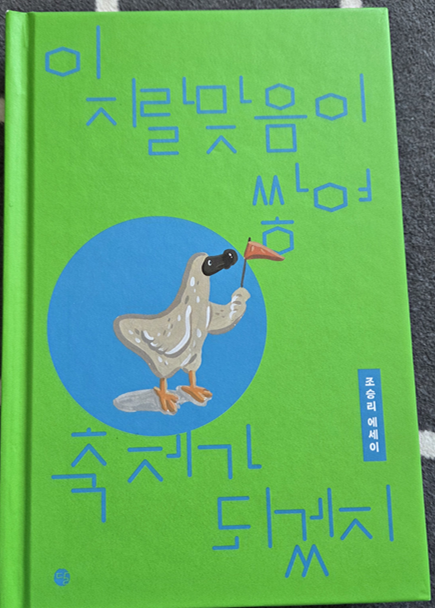 이
지랄맞음이
쌓여
축제가
되겠지
조승리 에세이